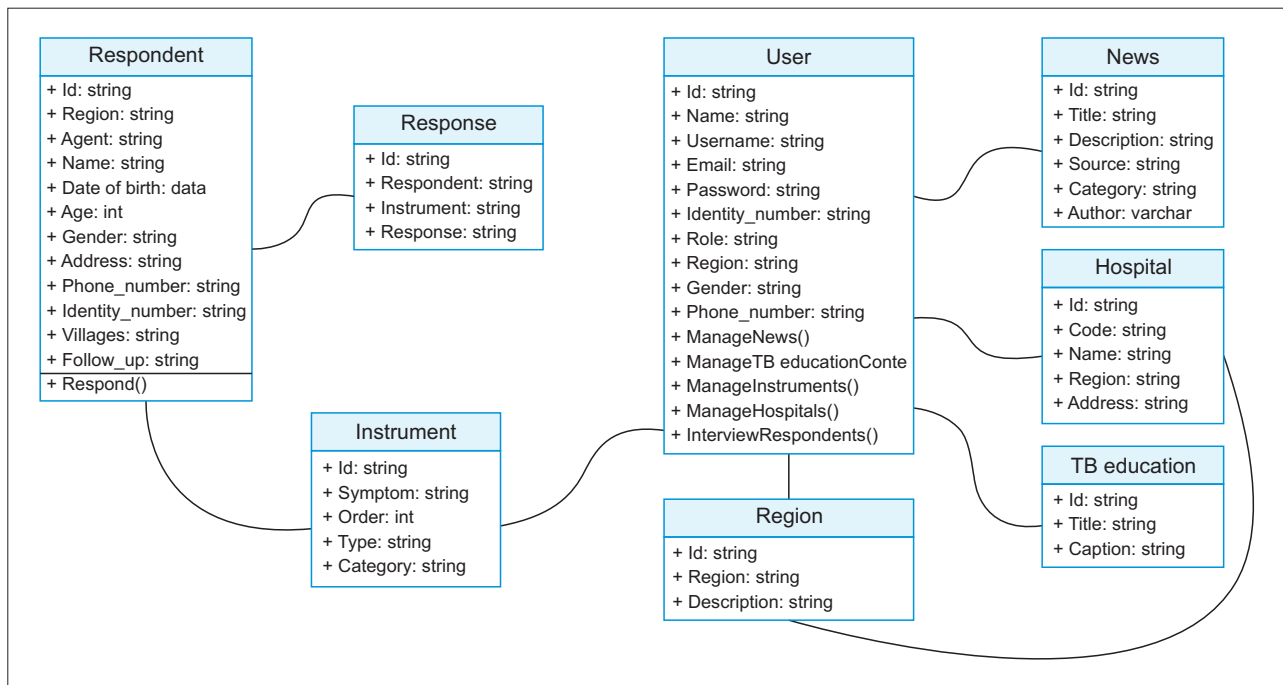 Respondent
+ Id: string
+ Region: string
+ Agent: string
+ Name: string
+ Date of birth: data
+ Age: int
+ Gender: string
+ Address: string
+ Phone_number: string
+ Identity_number: string
+ Villages: string
+ Follow_up: string
+ Respond()
Response
+ Id: string
+ Respondent: string
+ Instrument: string
+ Response: string
Instrument
+ Id: string
+ Symptom: string
+ Order: int
+ Type: string
+ Category: string
User
+ Id: string
+ Name: string
+ Username: string
+ Email: string
+ Password: string
+ Identity_number: string
+ Role: string
+ Region: string
+ Gender: string
+ Phone_number: string
+ ManageNews()
+ ManageTB educationConte
+ ManageInstruments()
+ ManageHospitals()
+ InterviewRespondents()
Region
+ Id: string
+ Region: string
+ Description: string
News
+ Id: string
+ Title: string
+ Description: string
+ Source: string
+ Category: string
+ Author: varchar
Hospital
+ Id: string
+ Code: string
+ Name: string
+ Region: string
+ Address: string
TB education
+ Id: string
+ Title: string
+ Caption: string